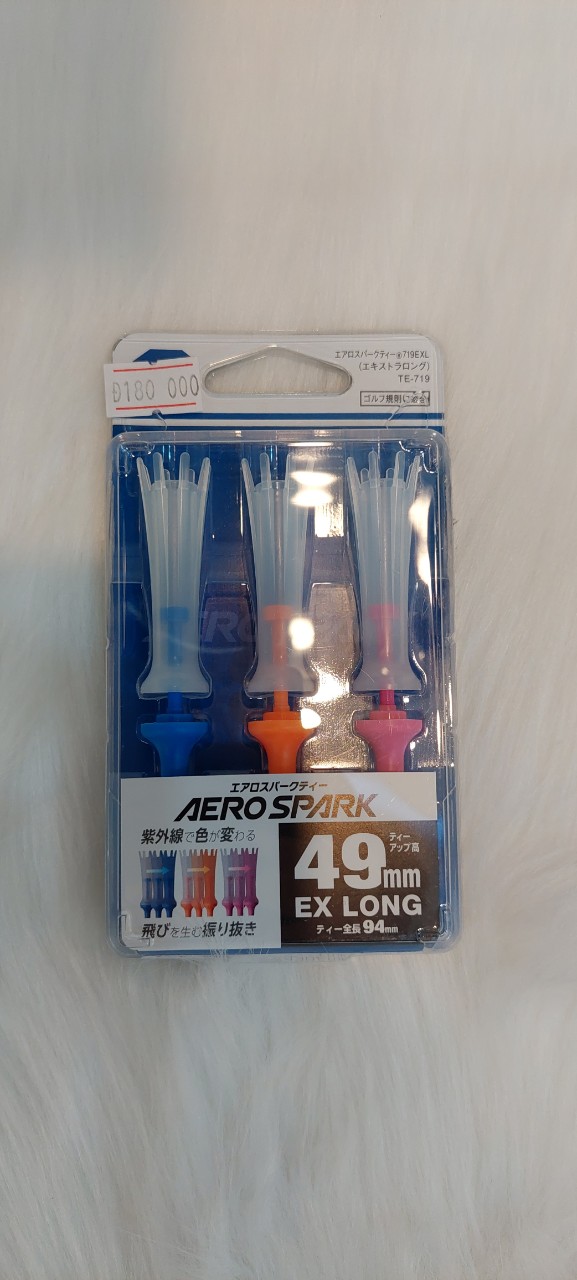 エアロスパークティー®719EXL
(エキストラロング)
TE-719
ゴルフ規則に適合
Đ180 000
AERO SPARK
エアロスパークティー
AERO SPARK
紫外線で色が変わる
飛びを生む振り抜き
ティー
アップ高
49mm
EX LONG
ティー全長94mm